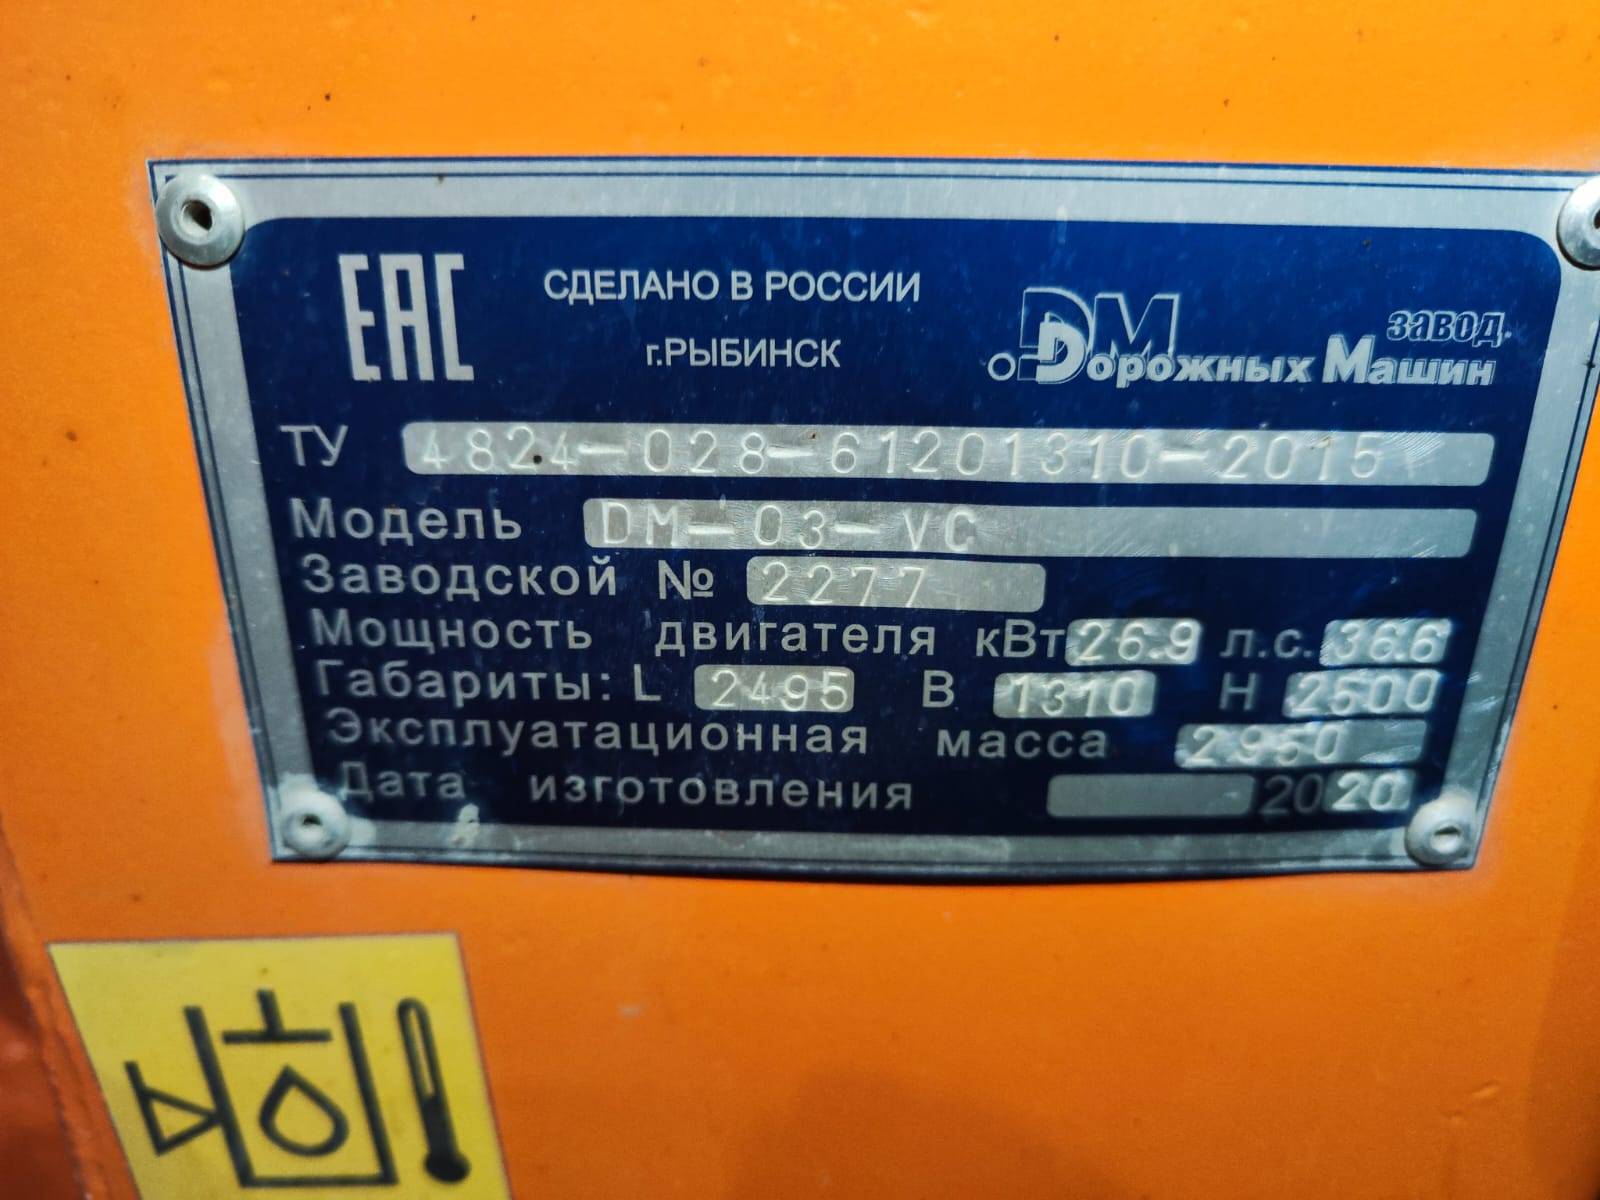 ЕАС СДЕЛАНО В РОССИИ
г.РЫБИНСК
DM завод
Дорожных Машин
ТУ 4824-028-61201310-2015
Модель DM-03-VC
Заводской № 2277
Мощность двигателя кВт 26.9 л.с. 36.6
Габариты: L 2495 В 1310 Н 2500
Эксплуатационная масса 2950
Дата изготовления 2020